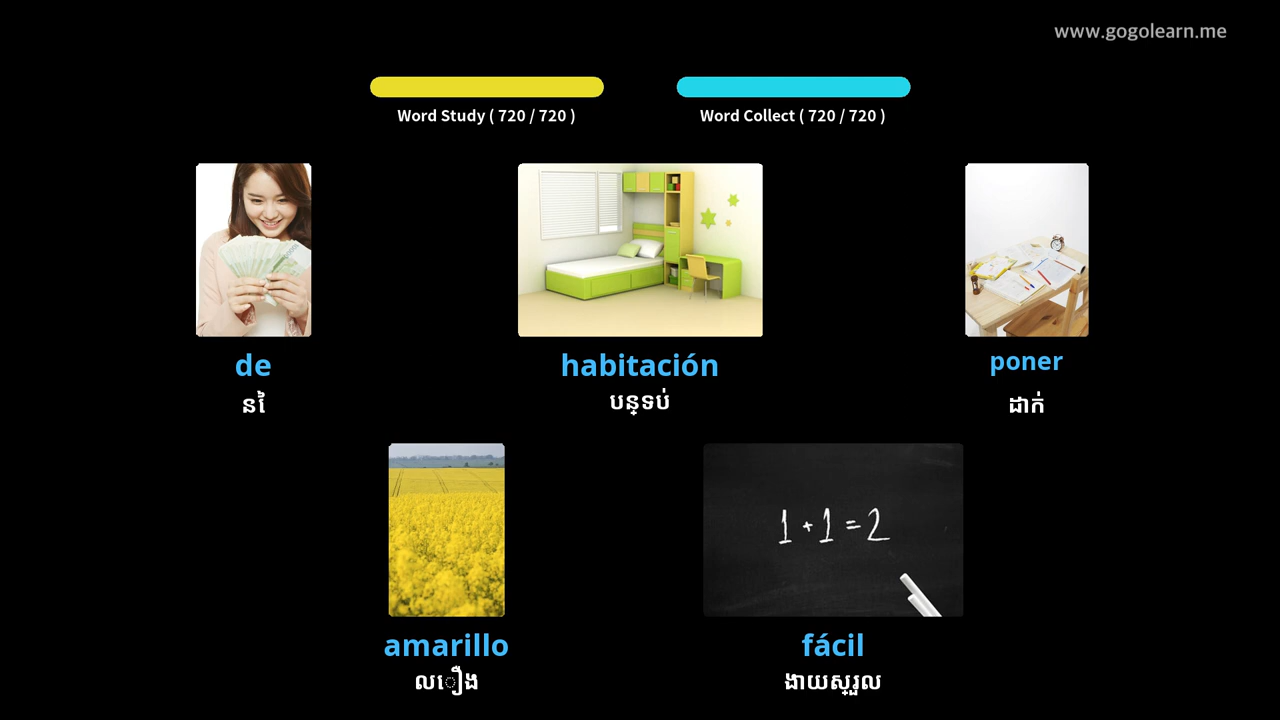 www.gogolearn.me
Word Study ( 720 / 720 )
Word Collect ( 720 / 720 )
de
នៃ
habitación
បន្ទប់
poner
ដាក់
1 + 1 = 2
amarillo
លឿង
fácil
ងាយស្រួល